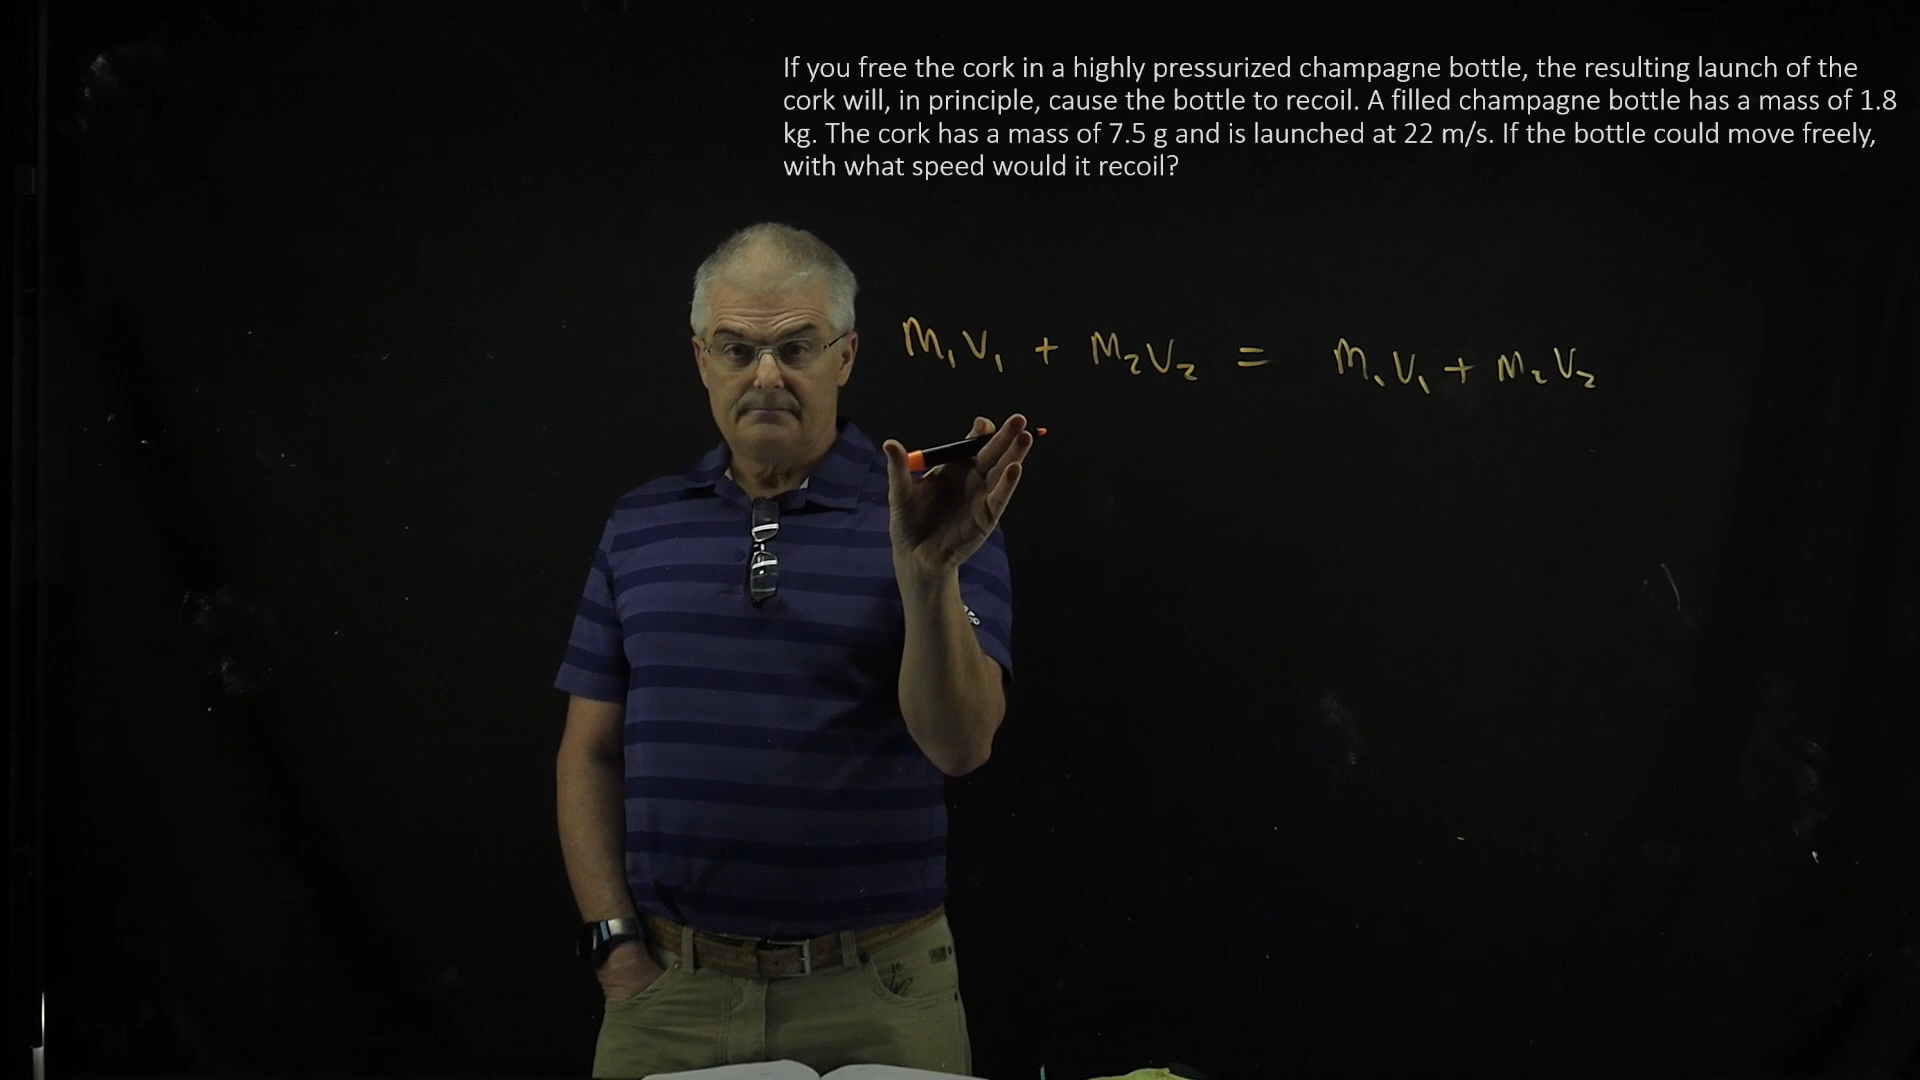 If you free the cork in a highly pressurized champagne bottle, the resulting launch of the
cork will, in principle, cause the bottle to recoil. A filled champagne bottle has a mass of 1.8
kg. The cork has a mass of 7.5 g and is launched at 22 m/s. If the bottle could move freely,
with what speed would it recoil?
m₁v₁ + m₂v₂ = m₁v₁ + m₂v₂